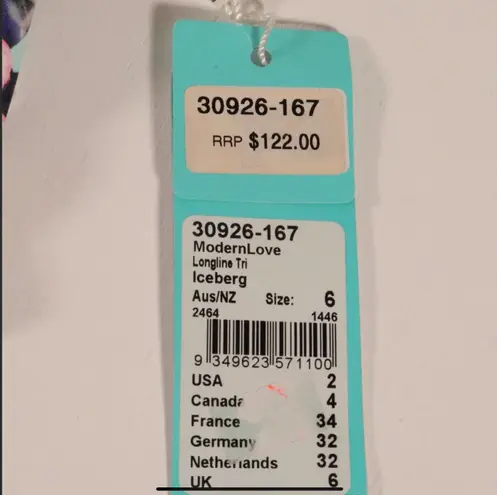 30926-167
RRP $122.00
30926-167
ModernLove
Longline Tri
Iceberg
Aus/NZ Size: 6
2464 1446
9 349623 571100
USA 2
Canada 4
France 34
Germany 32
Netherlands 32
UK 6